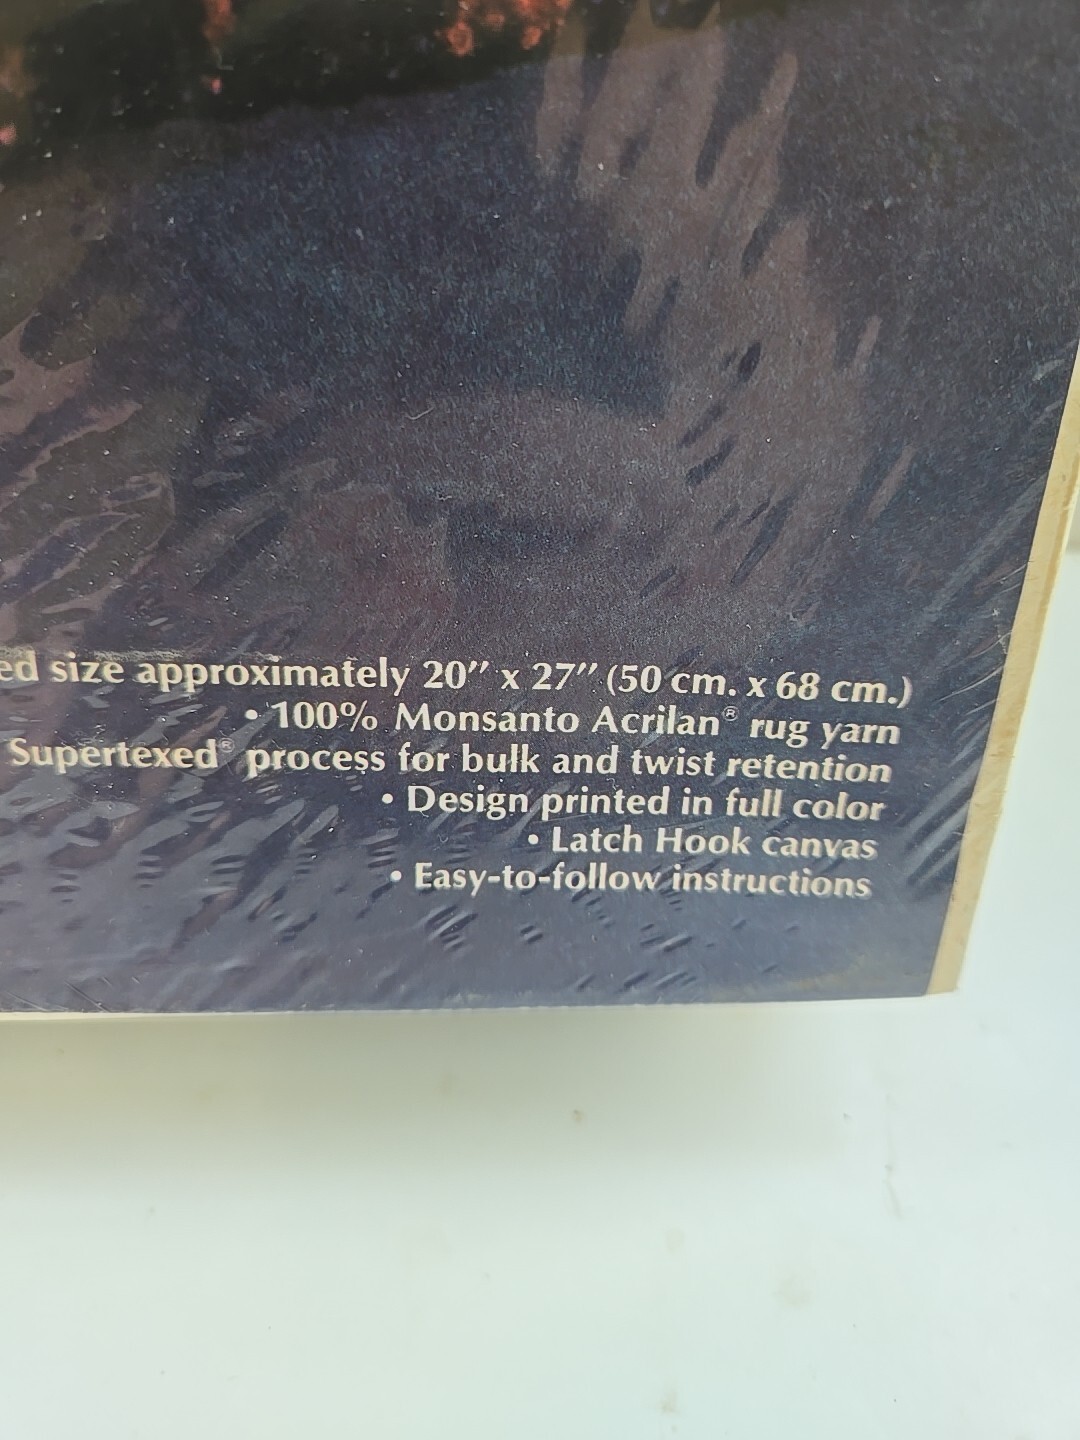 ed size approximately 20″ x 27″ (50 cm. x 68 cm.)
• 100% Monsanto Acrilan® rug yarn
Supertexed® process for bulk and twist retention
• Design printed in full color
• Latch Hook canvas
• Easy-to-follow instructions